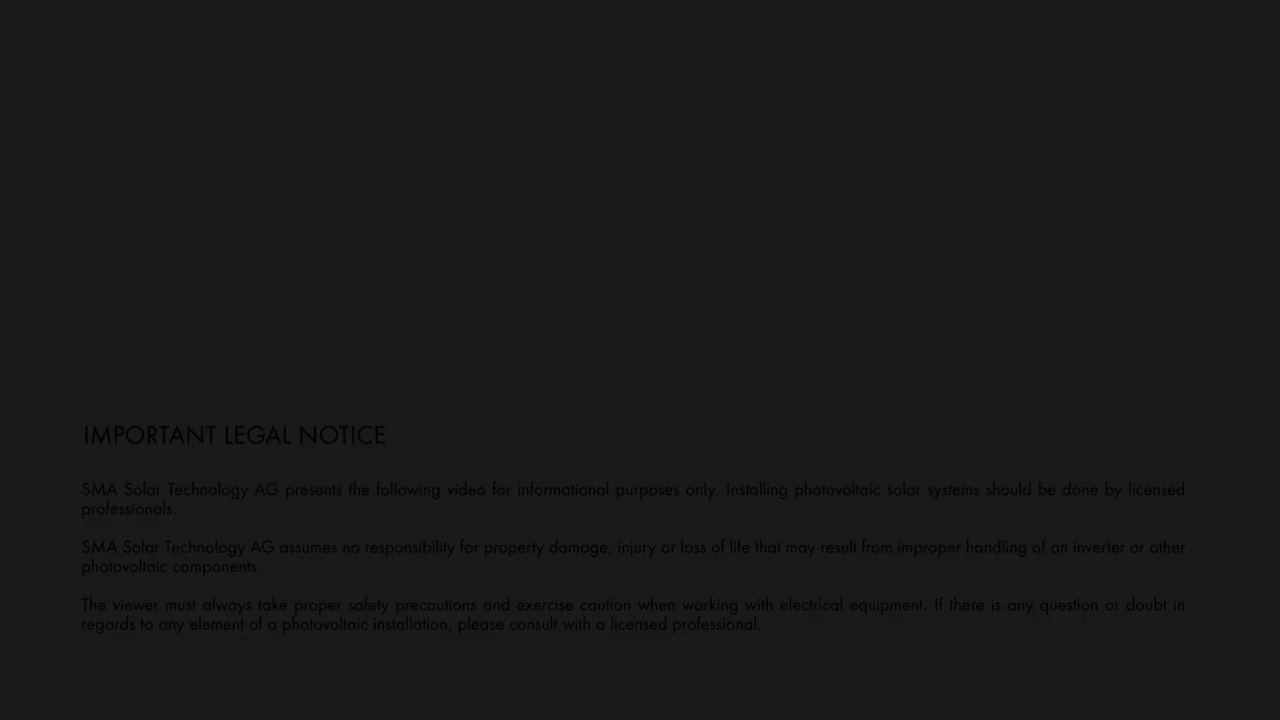 IMPORTANT LEGAL NOTICE
SMA Solar Technology AG presents the following video for informational purposes only. Installing photovoltaic solar systems should be done by licensed
professionals.
SMA Solar Technology AG assumes no responsibility for property damage, injury or loss of life that may result from improper handling of an inverter or other
photovoltaic components.
The viewer must always take proper safety precautions and exercise caution when working with electrical equipment. If there is any question or doubt in
regards to any element of a photovoltaic installation, please consult with a licensed professional.